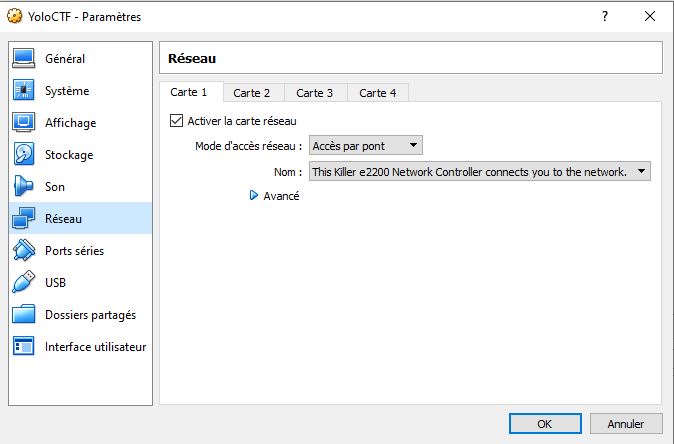 YoloCTF - Paramètres
?
Général
Système
Affichage
Stockage
Son
Réseau
Ports séries
USB
Dossiers partagés
Interface utilisateur
Réseau
Carte 1 Carte 2 Carte 3 Carte 4
Activer la carte réseau
Mode d'accès réseau : Accès par pont
Nom : This Killer e2200 Network Controller connects you to the network.
Avancé
OK Annuler